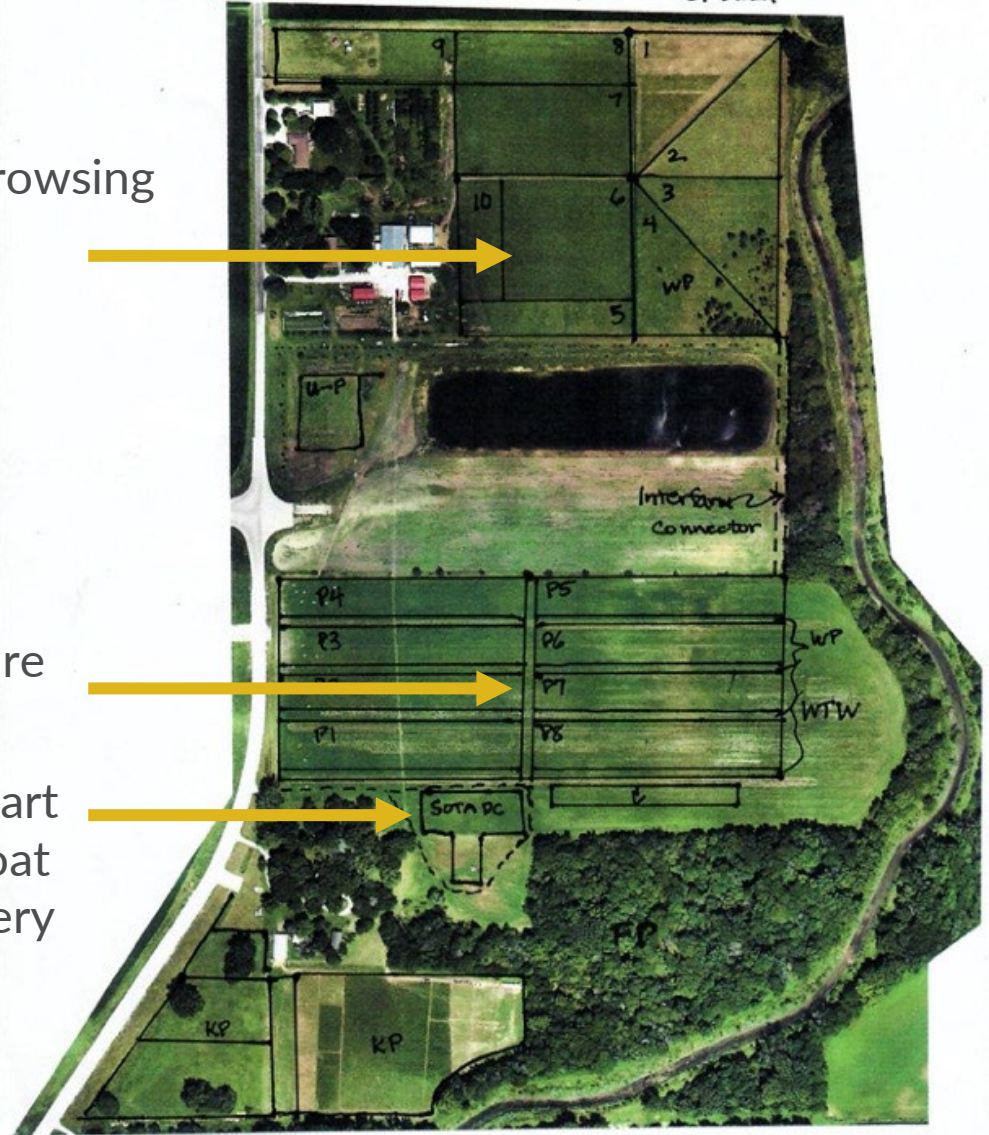 9
8
1
7
2
rowsing
10
6
3
4
WP
5
U-P
Interfarm
Connector
P4
P5
P3
P6
WP
re
P7
WTW
P1
P8
art
SOTA DC
oat
ery
FP
KP
KP